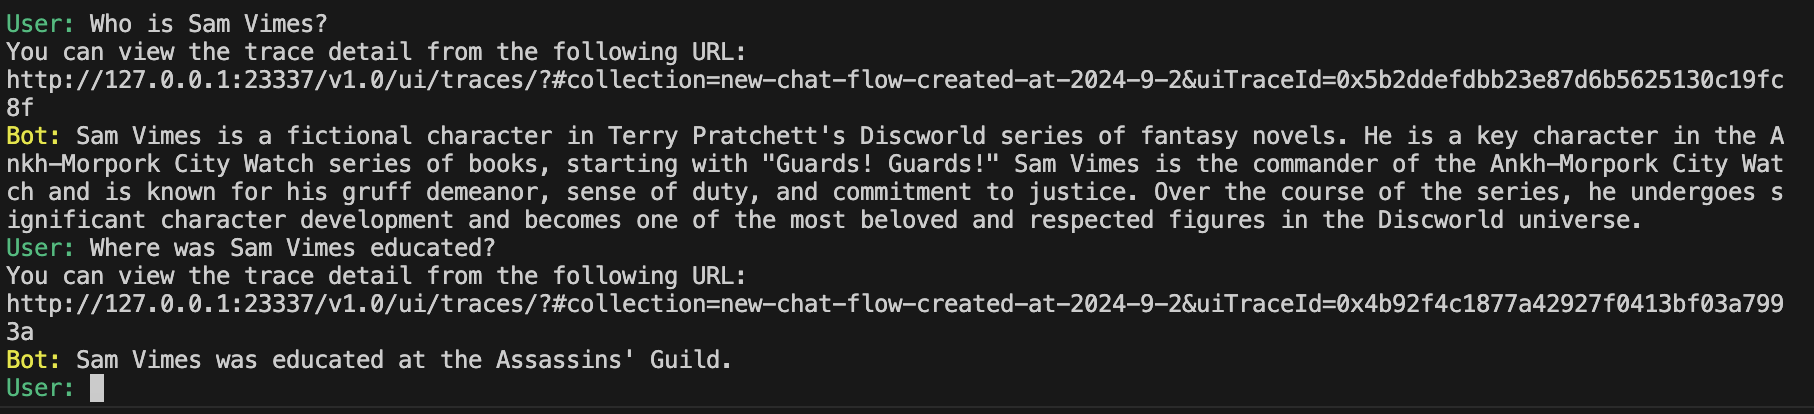 User: Who is Sam Vimes?
You can view the trace detail from the following URL:
http://127.0.0.1:23337/v1.0/ui/traces/?#collection=new-chat-flow-created-at-2024-9-2&uiTraceId=0x5b2ddefdbb23e87d6b5625130c19fc
8f
Bot: Sam Vimes is a fictional character in Terry Pratchett's Discworld series of fantasy novels. He is a key character in the A
nkh-Morpork City Watch series of books, starting with "Guards! Guards!" Sam Vimes is the commander of the Ankh-Morpork City Wat
ch and is known for his gruff demeanor, sense of duty, and commitment to justice. Over the course of the series, he undergoes s
ignificant character development and becomes one of the most beloved and respected figures in the Discworld universe.
User: Where was Sam Vimes educated?
You can view the trace detail from the following URL:
http://127.0.0.1:23337/v1.0/ui/traces/?#collection=new-chat-flow-created-at-2024-9-2&uiTraceId=0x4b92f4c1877a42927f0413bf03a799
3a
Bot: Sam Vimes was educated at the Assassins' Guild.
User: